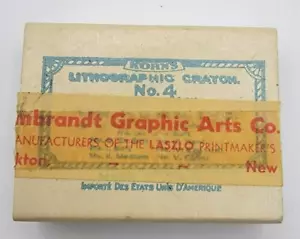 KORN'S
LITHOGRAPHIC CRAYON.
No. 4
mbrandt Graphic Arts Co.
ANUFACTURERS OF THE LASZLO PRINTMAKER'S
kton. New
IMPORTÉ DES ETATS UNIS D'AMERIQUE